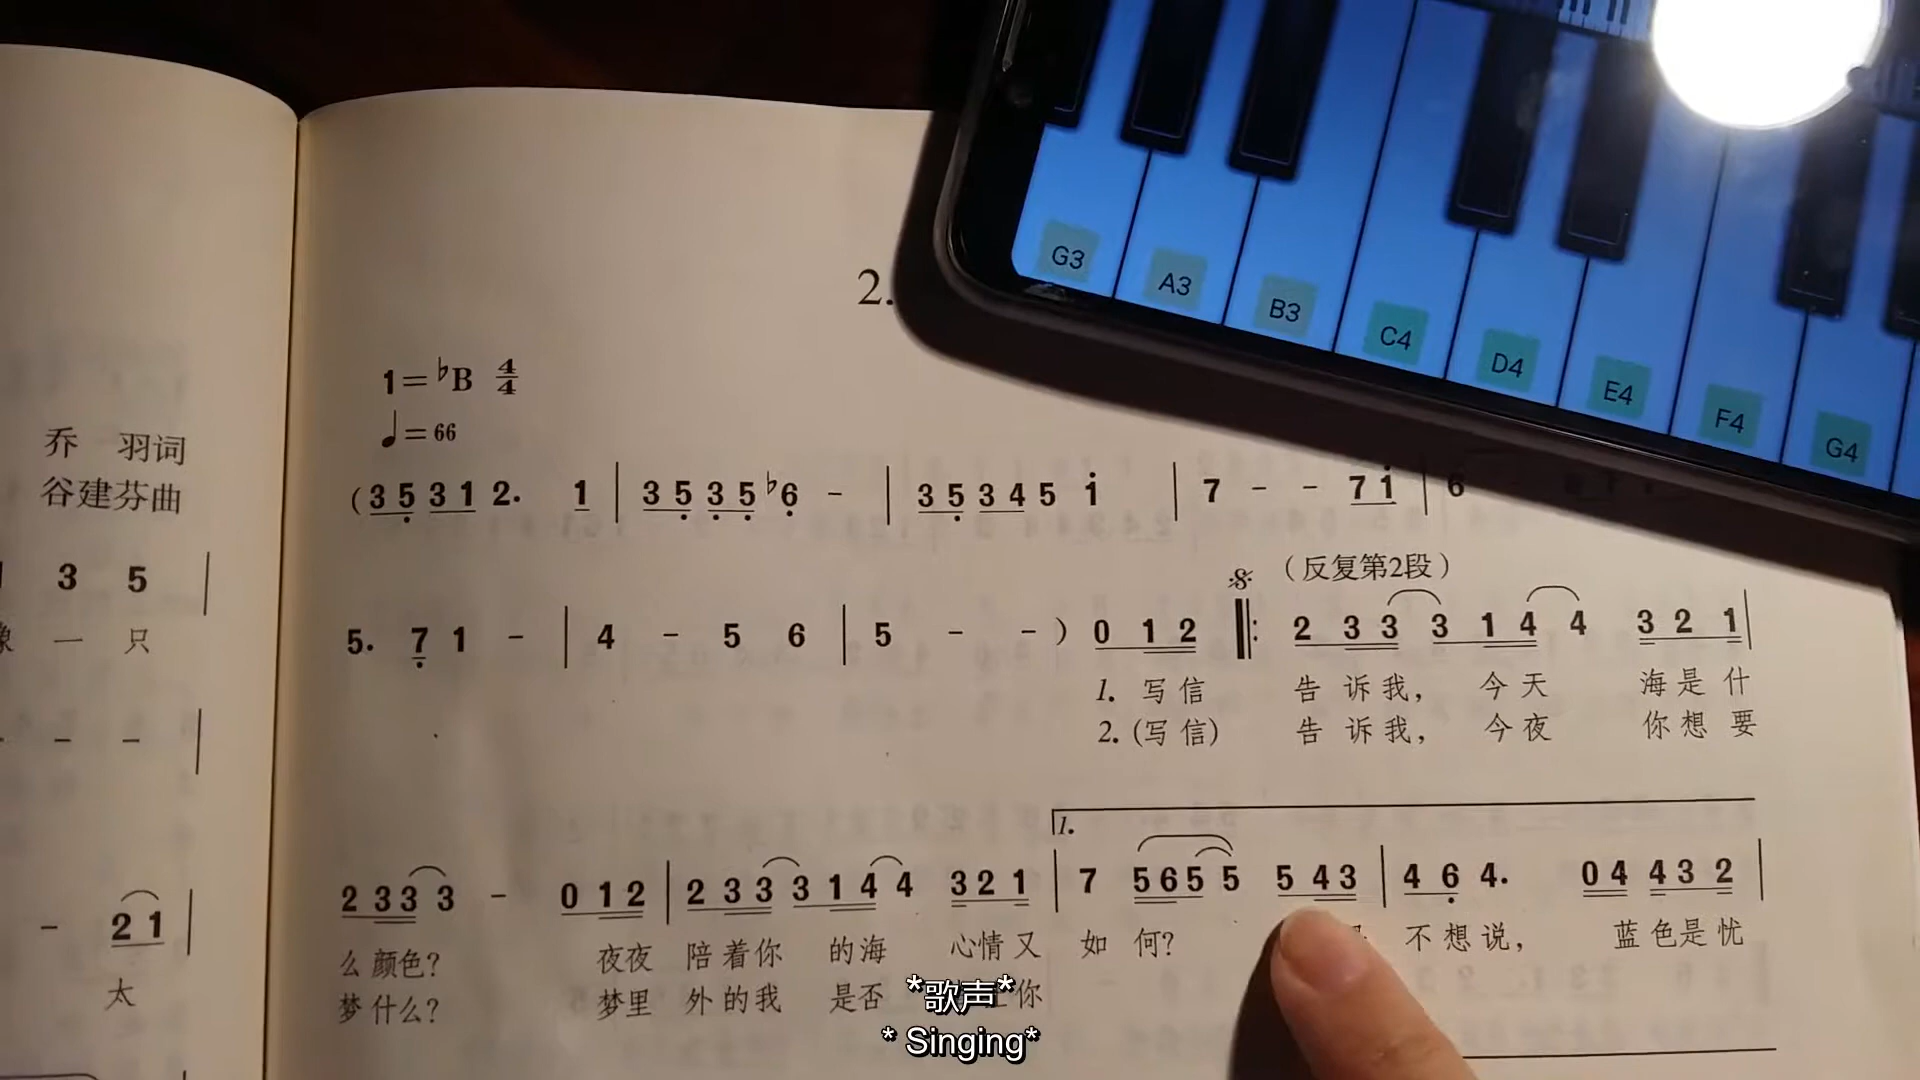 G3 A3 B3 C4 D4 E4 F4 G4
2.
1=♭B 4/4
♩=66
乔 羽词
谷建芬曲
(3 5 3 1 2. 1 | 3 5 3 5 ♭6 - | 3 5 3 4 5 i | 7 - - 7 i | 6
3 5 |
一 只
(反复第2段)
5. 7 1 - | 4 - 5 6 | 5 - -) 0 1 2 𝄋 ‖: 2 3 3 3 1 4 4 3 2 1 |
1. 写信 告诉我, 今天 海是什
2.(写信) 告诉我, 今夜 你想要
- - |
1.
- 2 1 |
2 3 3 3 - 0 1 2 | 2 3 3 3 1 4 4 3 2 1 | 7 5 6 5 5 5 4 3 | 4 6 4. 0 4 4 3 2 |
么颜色? 夜夜 陪着你 的海 心情又 如 何? 不想说, 蓝色是忧
太
梦什么? 梦里 外的我 是否 你
*歌声*
* Singing*